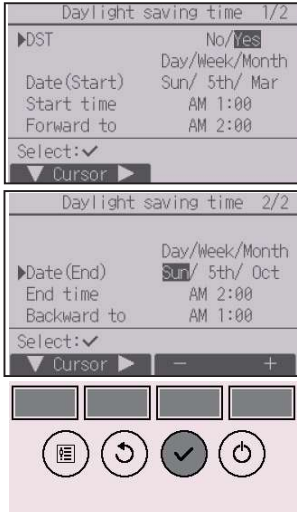 Daylight saving time 1/2
▶DST No/Yes
Day/Week/Month
Date(Start) Sun/ 5th/ Mar
Start time AM 1:00
Forward to AM 2:00
Select:✓
▼ Cursor ▶
Daylight saving time 2/2
Day/Week/Month
▶Date(End) Sun/ 5th/ Oct
End time AM 2:00
Backward to AM 1:00
Select:✓
▼ Cursor ▶ − +